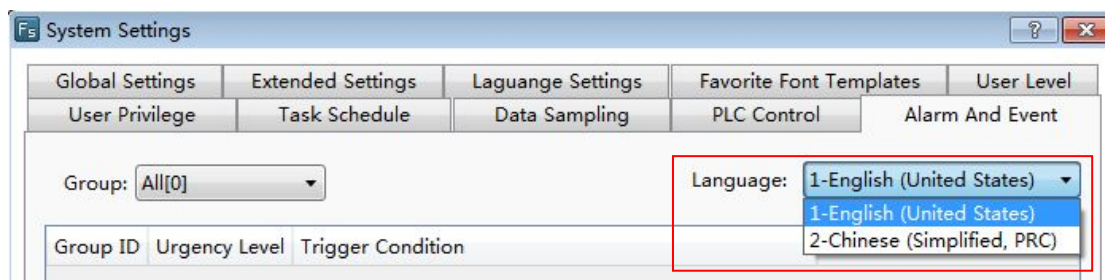 Fs System Settings ?
Global Settings Extended Settings Laguange Settings Favorite Font Templates User Level
User Privilege Task Schedule Data Sampling PLC Control Alarm And Event
Group: All[0] Language: 1-English (United States)
1-English (United States)
2-Chinese (Simplified, PRC)
Group ID Urgency Level Trigger Condition